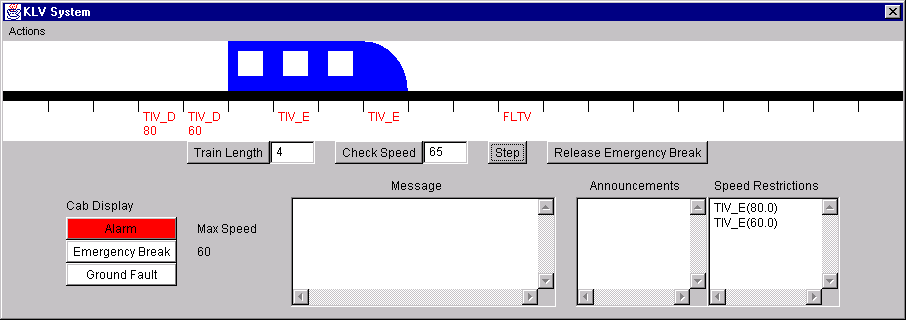 KLV System
Actions
TIV_D TIV_D TIV_E TIV_E FLTV
80 60
Train Length 4 Check Speed 65 Step Release Emergency Break
Message Announcements Speed Restrictions
Cab Display
TIV_E(80.0)
TIV_E(60.0)
Alarm Max Speed
Emergency Break 60
Ground Fault